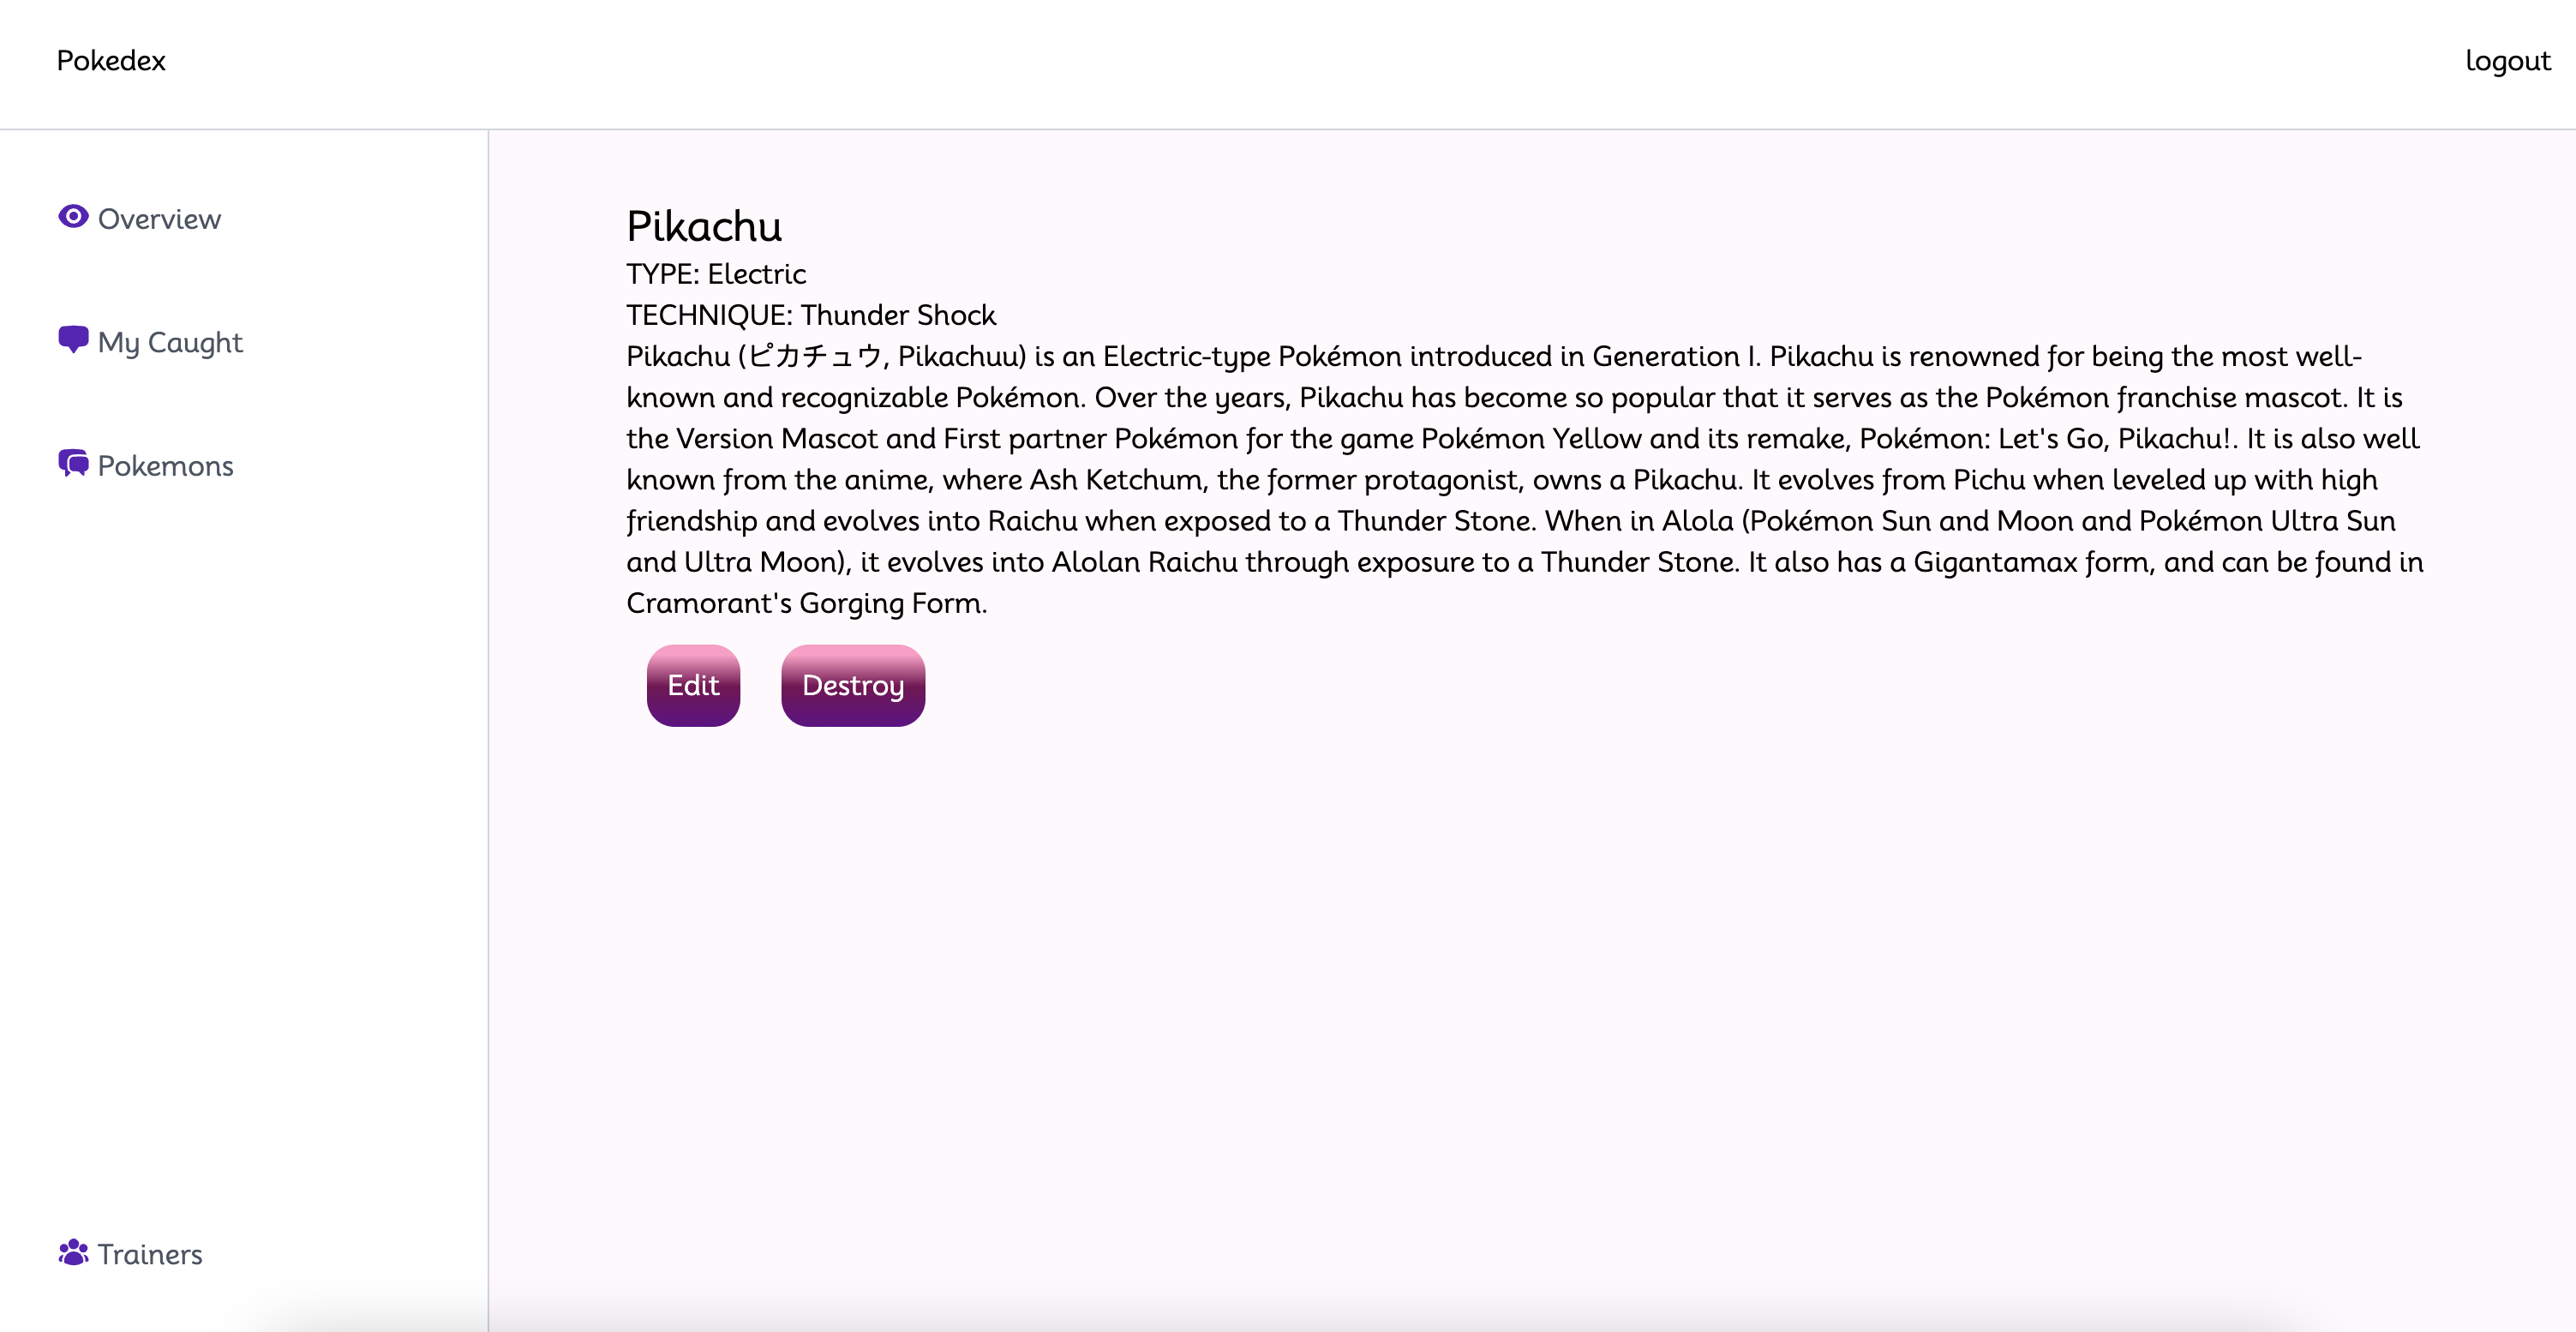 Pokedex
logout
Overview
My Caught
Pokemons
Trainers
Pikachu
TYPE: Electric
TECHNIQUE: Thunder Shock
Pikachu (ピカチュウ, Pikachuu) is an Electric-type Pokémon introduced in Generation I. Pikachu is renowned for being the most well-
known and recognizable Pokémon. Over the years, Pikachu has become so popular that it serves as the Pokémon franchise mascot. It is
the Version Mascot and First partner Pokémon for the game Pokémon Yellow and its remake, Pokémon: Let's Go, Pikachu!. It is also well
known from the anime, where Ash Ketchum, the former protagonist, owns a Pikachu. It evolves from Pichu when leveled up with high
friendship and evolves into Raichu when exposed to a Thunder Stone. When in Alola (Pokémon Sun and Moon and Pokémon Ultra Sun
and Ultra Moon), it evolves into Alolan Raichu through exposure to a Thunder Stone. It also has a Gigantamax form, and can be found in
Cramorant's Gorging Form.
Edit
Destroy